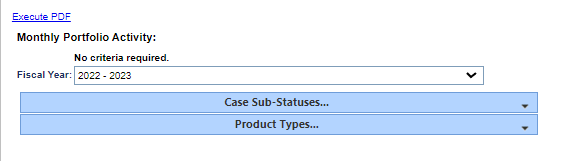 Execute PDF
Monthly Portfolio Activity:
No criteria required.
Fiscal Year: 2022 - 2023
Case Sub-Statuses...
Product Types...